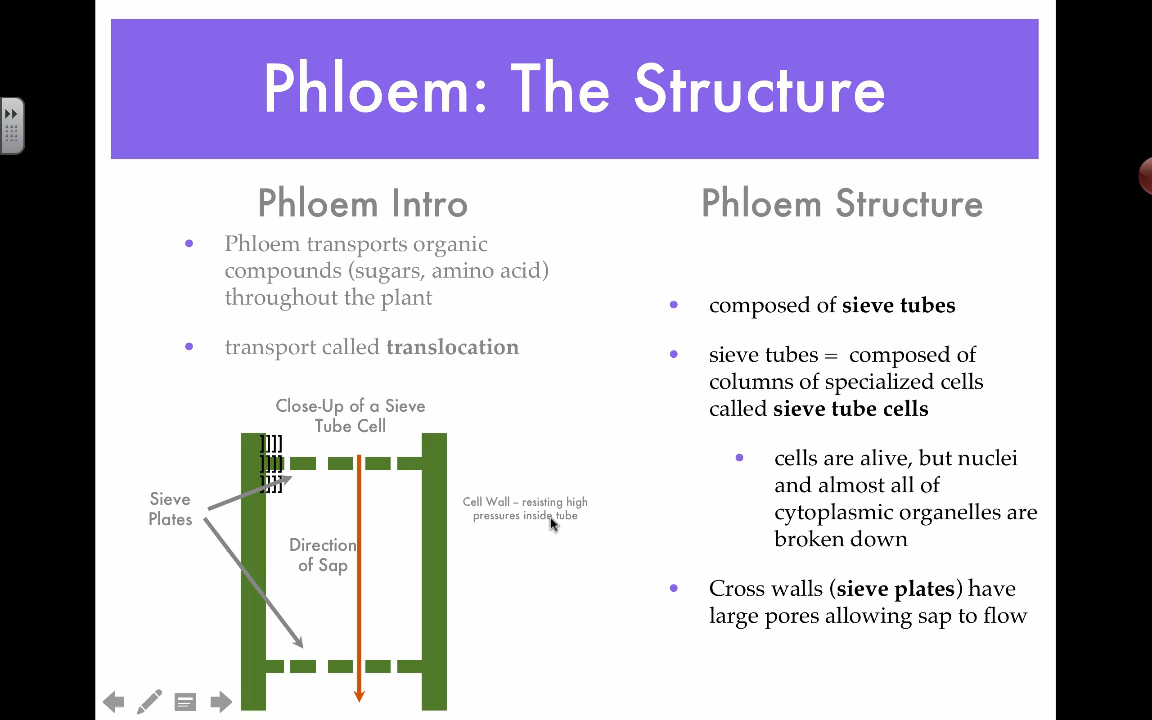 Phloem: The Structure
Phloem Intro
Phloem transports organic
compounds (sugars, amino acid)
throughout the plant
transport called translocation
Close-Up of a Sieve
Tube Cell
]]]]
]]]]
]]]]
Sieve
Plates
Direction
of Sap
Cell Wall – resisting high
pressures inside tube
Phloem Structure
composed of sieve tubes
sieve tubes = composed of
columns of specialized cells
called sieve tube cells
cells are alive, but nuclei
and almost all of
cytoplasmic organelles are
broken down
Cross walls (sieve plates) have
large pores allowing sap to flow